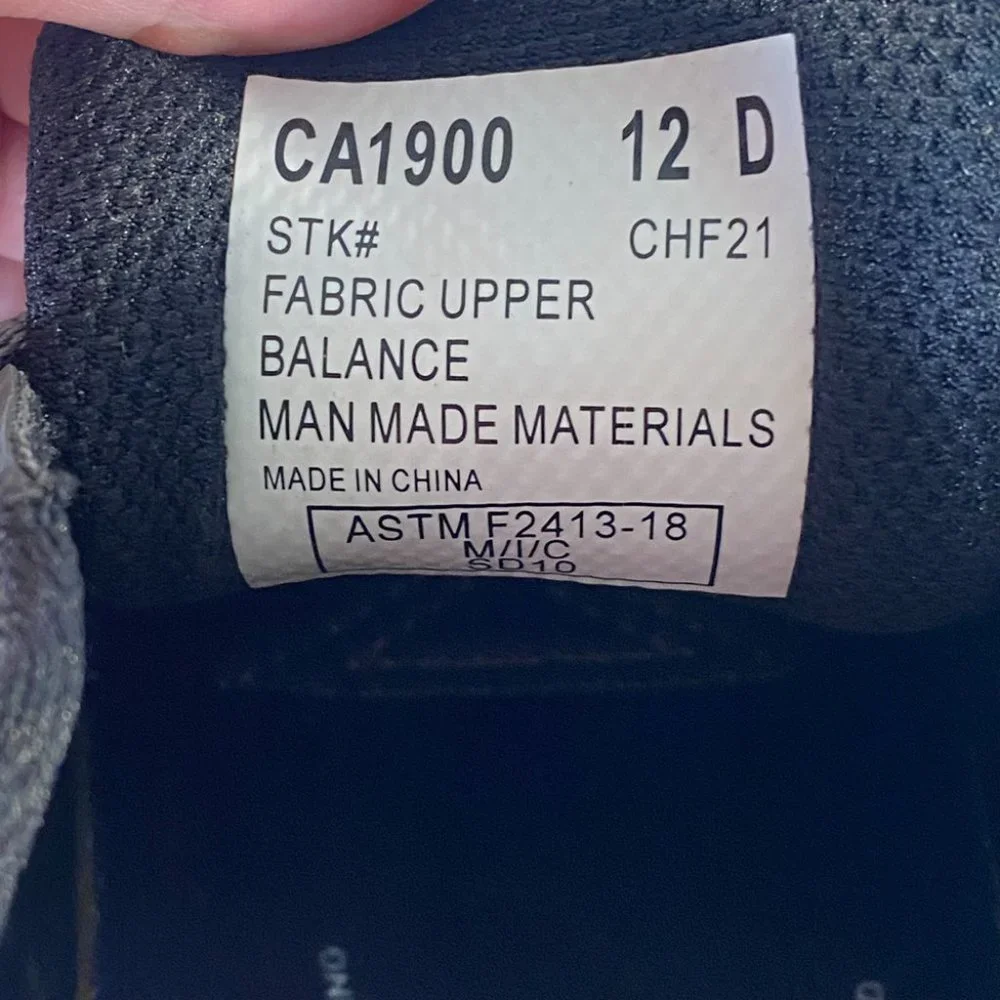 CA1900 12 D
STK# CHF21
FABRIC UPPER
BALANCE
MAN MADE MATERIALS
MADE IN CHINA
ASTM F2413-18
M/I/C
SD10